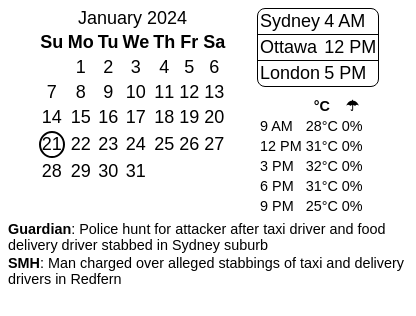 January 2024
Su Mo Tu We Th Fr Sa
1 2 3 4 5 6
7 8 9 10 11 12 13
14 15 16 17 18 19 20
21 22 23 24 25 26 27
28 29 30 31
Sydney 4 AM
Ottawa 12 PM
London 5 PM
°C ☂
9 AM 28°C 0%
12 PM 31°C 0%
3 PM 32°C 0%
6 PM 31°C 0%
9 PM 25°C 0%
Guardian: Police hunt for attacker after taxi driver and food
delivery driver stabbed in Sydney suburb
SMH: Man charged over alleged stabbings of taxi and delivery
drivers in Redfern